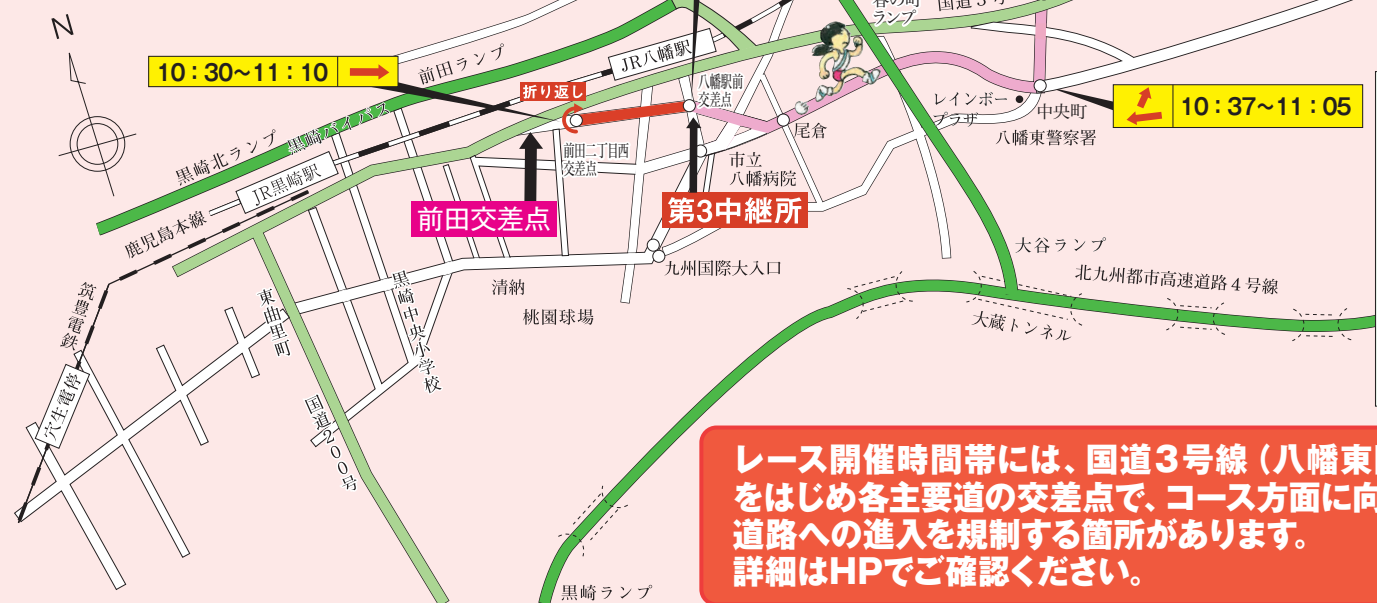 N
10:30~11:10
前田ランプ
JR八幡駅
国道3号
ランプ
折り返し
八幡駅前
交差点
レインボー
プラザ
中央町
10:37~11:05
八幡東警察署
黒崎北ランプ
黒崎バイパス
尾倉
前田二丁目西
交差点
市立
八幡病院
JR黒崎駅
前田交差点
第3中継所
鹿児島本線
大谷ランプ
九州国際大入口
北九州都市高速道路4号線
筑豊電鉄
東曲里町
黒崎中央小学校
清納
桃園球場
大蔵トンネル
穴生電停
国道200号
黒崎ランプ
レース開催時間帯には、国道3号線(八幡東
をはじめ各主要道の交差点で、コース方面に向
道路への進入を規制する箇所があります。
詳細はHPでご確認ください。